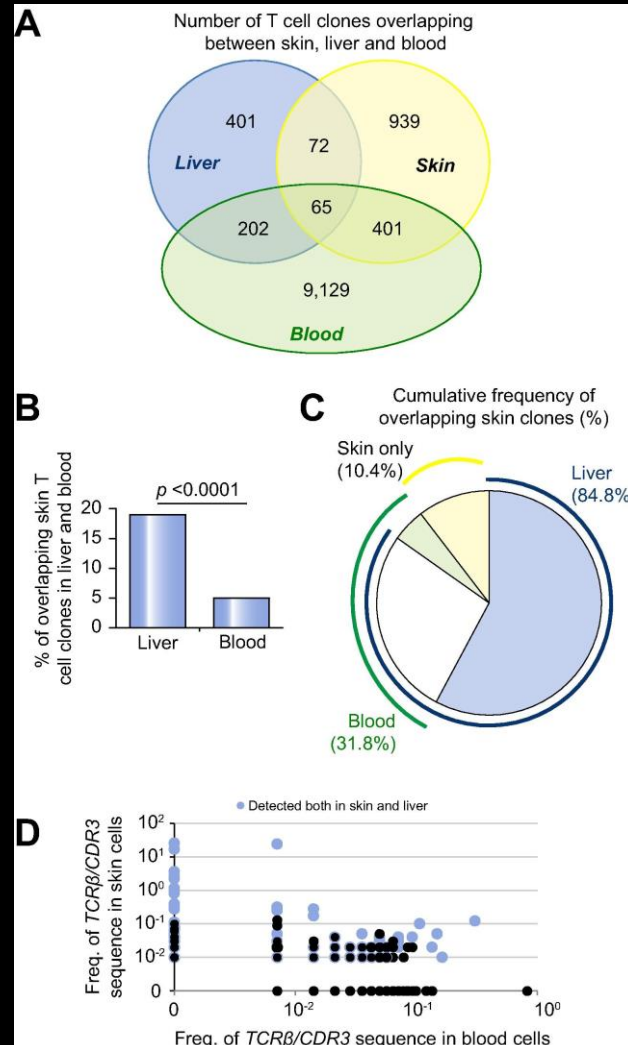 A
Number of T cell clones overlapping
between skin, liver and blood
401
72
939
Liver
Skin
65
202
401
9,129
Blood
B
% of overlapping skin T
cell clones in liver and blood
p <0.0001
20
15
10
5
0
Liver
Blood
C
Cumulative frequency of
overlapping skin clones (%)
Skin only
(10.4%)
Liver
(84.8%
Blood
(31.8%)
D
Detected both in skin and liver
Freq. of TCRβ/CDR3
sequence in skin cells
10²
10¹
10⁰
10⁻¹
10⁻²
0
0
10⁻²
10⁻¹
10⁰
Freq. of TCRβ/CDR3 sequence in blood cells